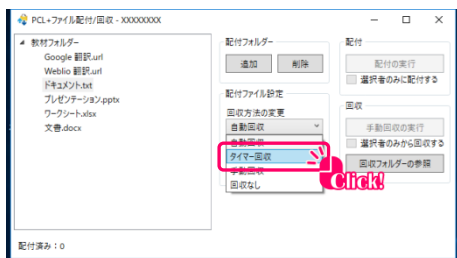 PCL+ファイル配付/回収 - XXXXXXXX
教材フォルダー
Google 翻訳.url
Weblio 翻訳.url
ドキュメント.txt
プレゼンテーション.pptx
ワークシート.xlsx
文書.docx
配付フォルダー
追加
削除
配付ファイル設定
回収方法の変更
自動回収
自動回収
タイマー回収
手動回収
回収なし
Click!
配付
配付の実行
選択者のみに配付する
回収
手動回収の実行
選択者のみから回収する
回収フォルダーの参照
配付済み：0